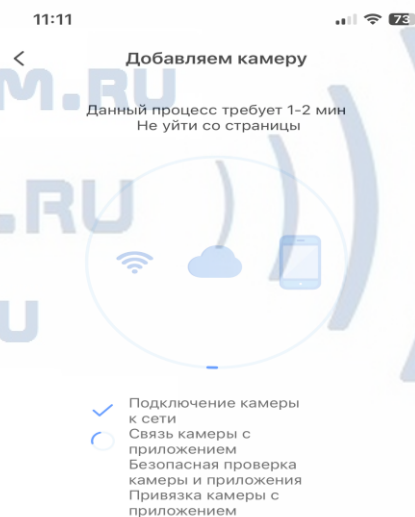 11:11
73
Добавляем камеру
M.RU
Данный процесс требует 1-2 мин
Не уйти со страницы
.RU
U
Подключение камеры
к сети
Связь камеры с
приложением
Безопасная проверка
камеры и приложения
Привязка камеры с
приложением